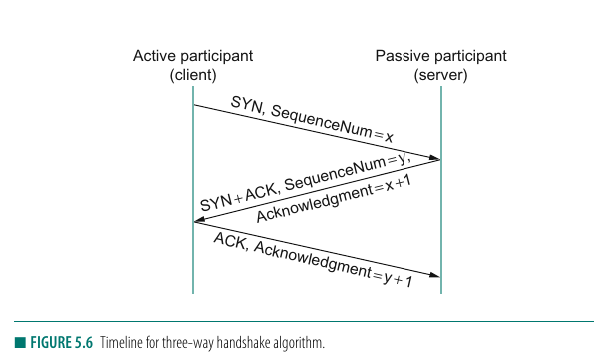 Active participant
(client)
Passive participant
(server)
SYN, SequenceNum=x
SYN+ACK, SequenceNum=y,
Acknowledgment=x+1
ACK, Acknowledgment=y+1
■ FIGURE 5.6 Timeline for three-way handshake algorithm.